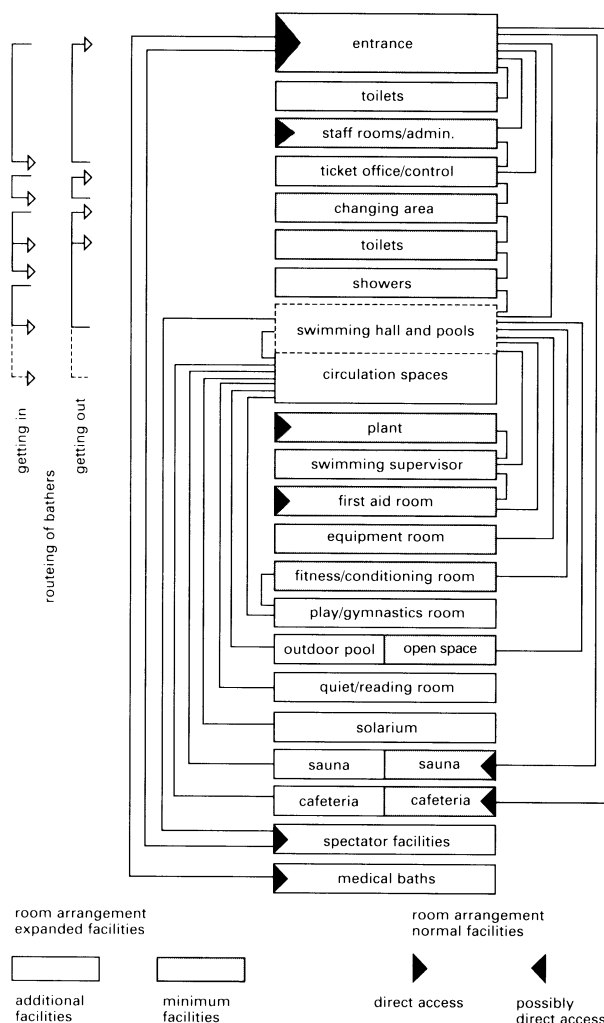 entrance
toilets
staff rooms/admin.
ticket office/control
changing area
toilets
showers
swimming hall and pools
circulation spaces
plant
swimming supervisor
first aid room
equipment room
fitness/conditioning room
play/gymnastics room
outdoor pool open space
quiet/reading room
solarium
sauna sauna
cafeteria cafeteria
spectator facilities
medical baths
getting in
getting out
routeing of bathers
room arrangement
expanded facilities
additional
facilities
minimum
facilities
room arrangement
normal facilities
direct access
possibly
direct access